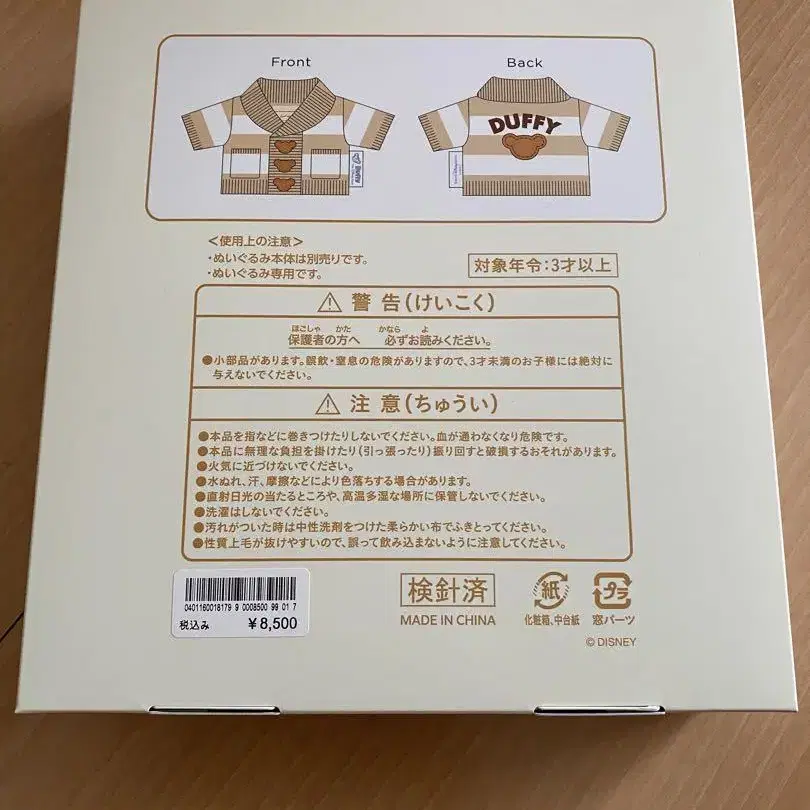 Front
Back
DUFFY
Duffy
<使用上の注意>
・ぬいぐるみ本体は別売りです。
・ぬいぐるみ専用です。
対象年令:3才以上
⚠ 警告(けいこく)
ほごしゃ かた かなら よ
保護者の方へ 必ずお読みください。
●小部品があります。誤飲・窒息の危険がありますので、3才未満のお子様には絶対に
与えないでください。
⚠ 注意(ちゅうい)
●本品を指などに巻きつけたりしないでください。血が通わなくなり危険です。
●本品に無理な負担を掛けたり(引っ張ったり)振り回すと破損するおそれがあります。
●火気に近づけないでください。
●水ぬれ、汗、摩擦などにより色落ちする場合があります。
●直射日光の当たるところや、高温多湿な場所に保管しないでください。
●洗濯はしないでください。
●汚れがついた時は中性洗剤をつけた柔らかい布でふきとってください。
●性質上毛が抜けやすいので、誤って飲み込まないように注意してください。
0401160018179 9 0008500 99 01 7
税込み ¥8,500
検針済
MADE IN CHINA
紙
化粧箱、中台紙
プラ
窓パーツ
© DISNEY